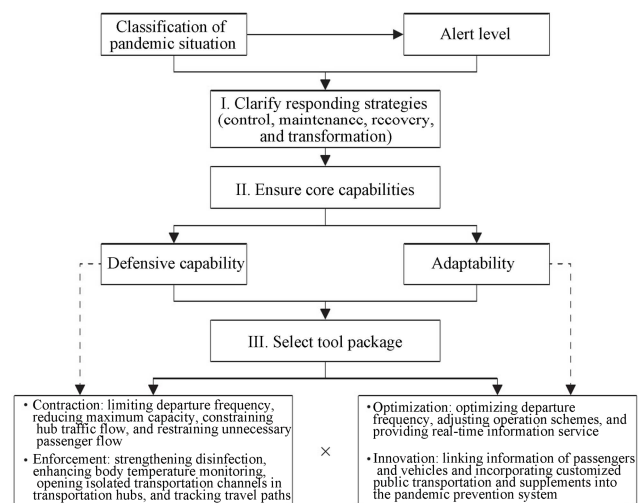 Classification of
pandemic situation
Alert level
I. Clarify responding strategies
(control, maintenance, recovery,
and transformation)
II. Ensure core capabilities
Defensive capability
Adaptability
III. Select tool package
• Contraction: limiting departure frequency,
reducing maximum capacity, constraining
hub traffic flow, and restraining unnecessary
passenger flow
• Enforcement: strengthening disinfection,
enhancing body temperature monitoring,
opening isolated transportation channels in
transportation hubs, and tracking travel paths
×
• Optimization: optimizing departure
frequency, adjusting operation schemes, and
providing real-time information service
• Innovation: linking information of passengers
and vehicles and incorporating customized
public transportation and supplements into
the pandemic prevention system